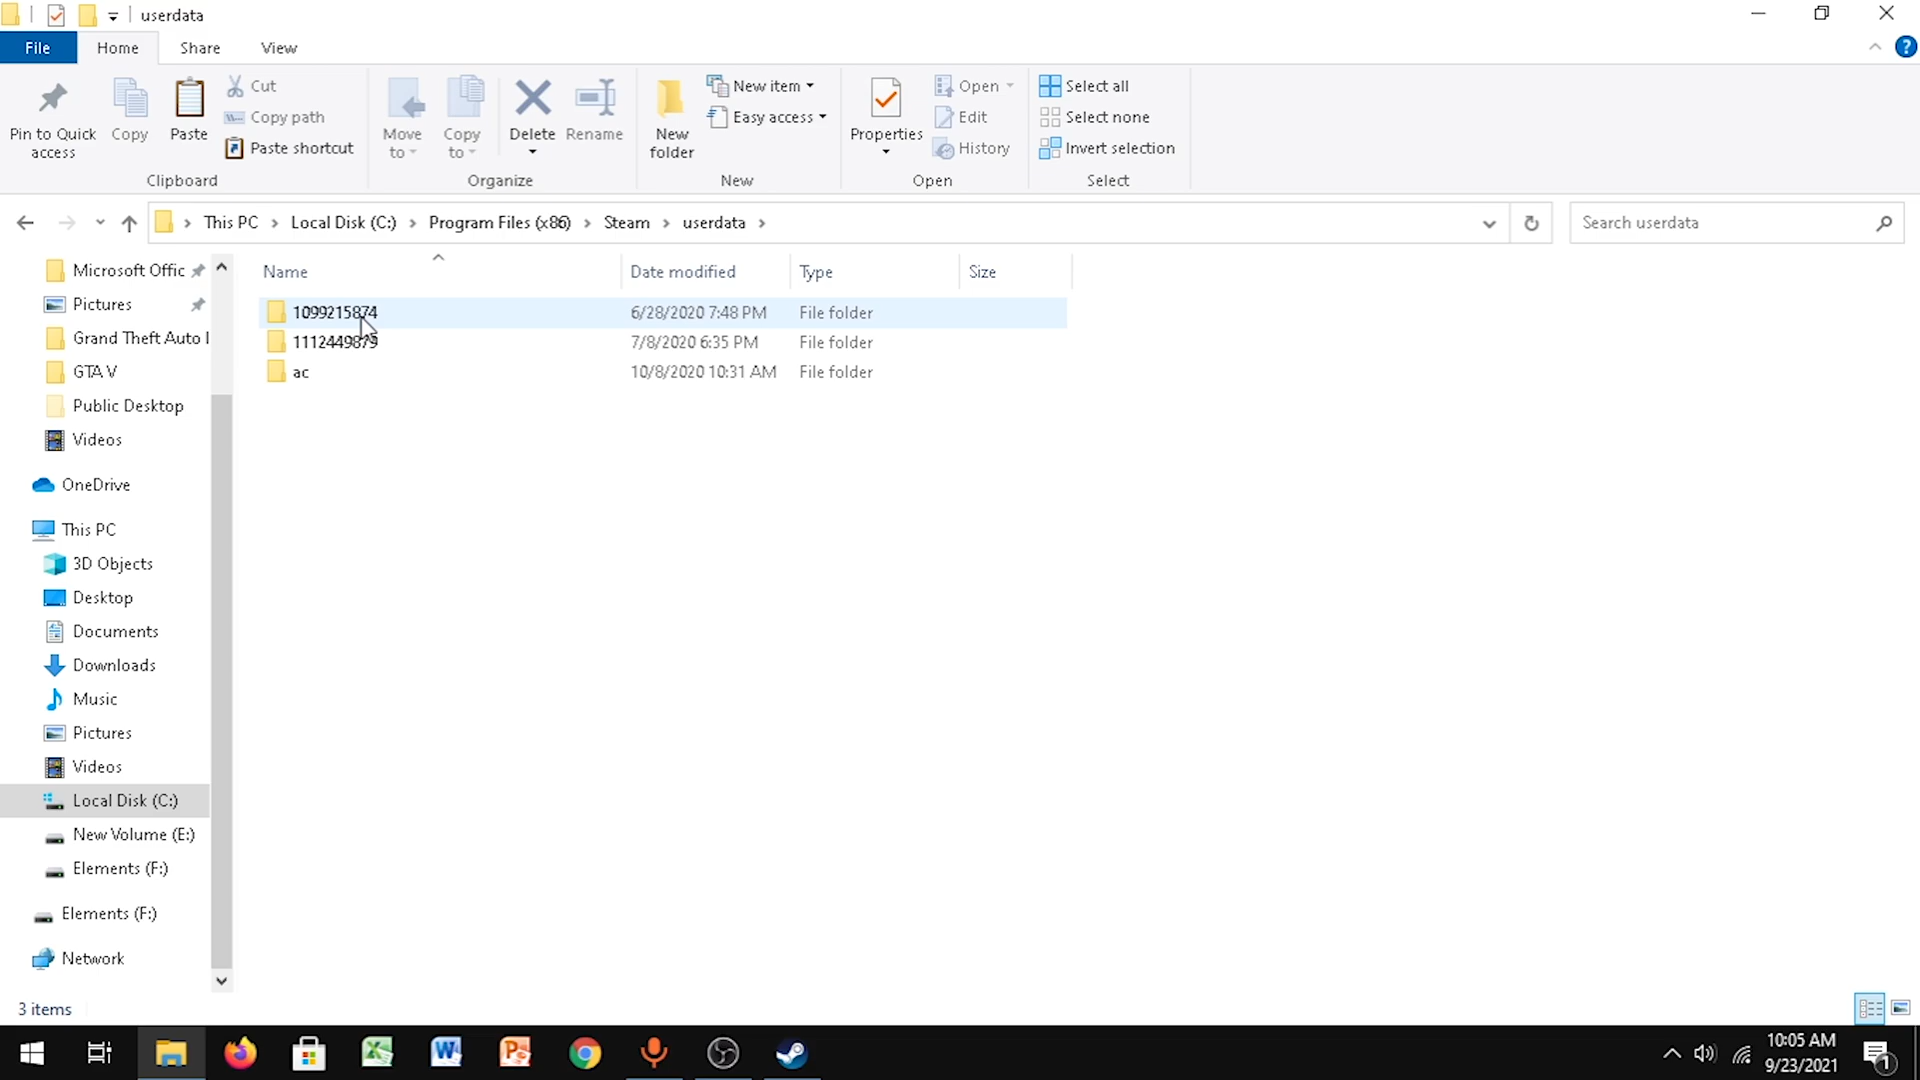 userdata
File Home Share View
Pin to Quick access
Copy
Paste
Cut
Copy path
Paste shortcut
Clipboard
Move to
Copy to
Delete
Rename
Organize
New folder
New item
Easy access
New
Properties
Open
Edit
History
Open
Select all
Select none
Invert selection
Select
This PC > Local Disk (C:) > Program Files (x86) > Steam > userdata >
Search userdata
Microsoft Offic
Pictures
Grand Theft Auto I
GTA V
Public Desktop
Videos
OneDrive
This PC
3D Objects
Desktop
Documents
Downloads
Music
Pictures
Videos
Local Disk (C:)
New Volume (E:)
Elements (F:)
Elements (F:)
Network
Name Date modified Type Size
1099215874 6/28/2020 7:48 PM File folder
1112449879 7/8/2020 6:35 PM File folder
ac 10/8/2020 10:31 AM File folder
3 items
10:05 AM
9/23/2021
1